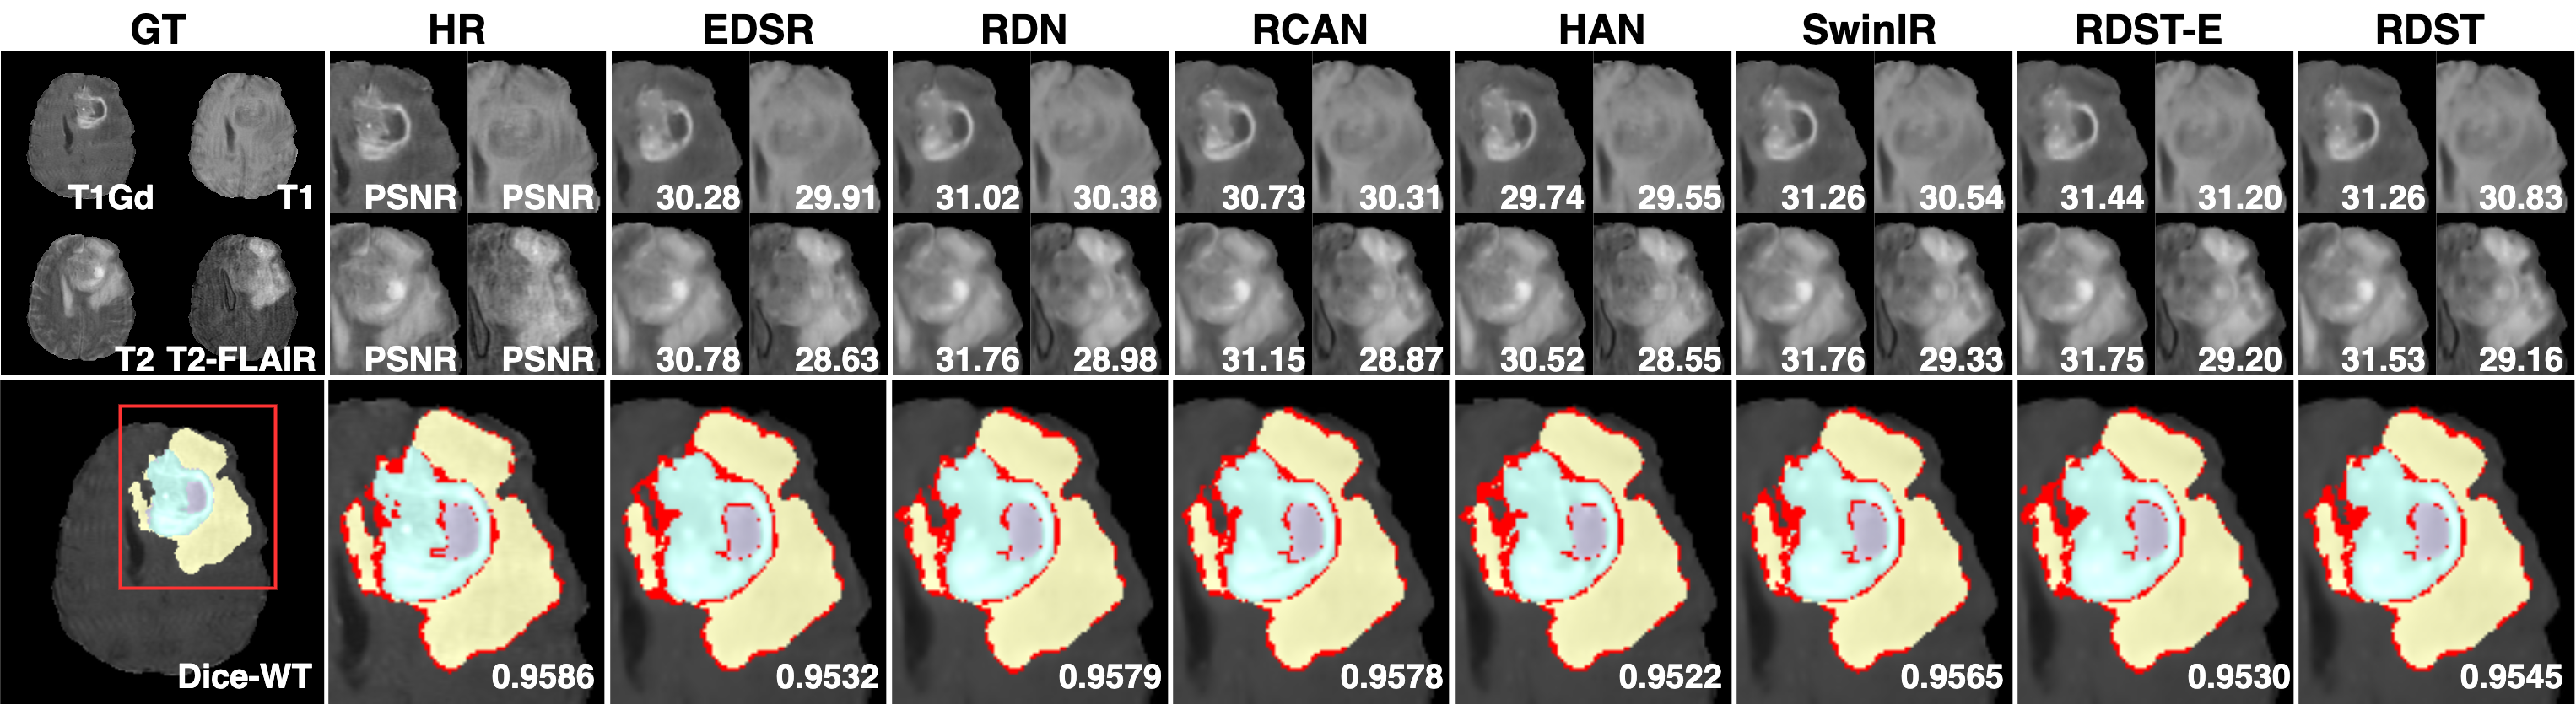 GT HR EDSR RDN RCAN HAN SwinIR RDST-E RDST
T1Gd T1 PSNR PSNR 30.28 29.91 31.02 30.38 30.73 30.31 29.74 29.55 31.26 30.54 31.44 31.20 31.26 30.83
T2 T2-FLAIR PSNR PSNR 30.78 28.63 31.76 28.98 31.15 28.87 30.52 28.55 31.76 29.33 31.75 29.20 31.53 29.16
Dice-WT 0.9586 0.9532 0.9579 0.9578 0.9522 0.9565 0.9530 0.9545